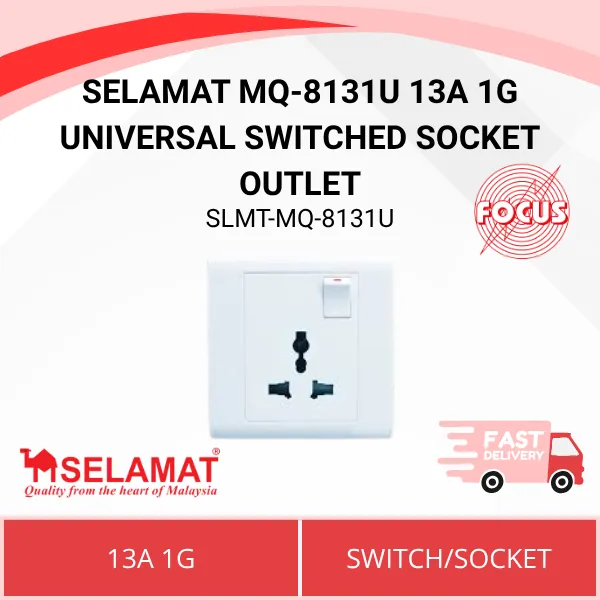 SELAMAT MQ-8131U 13A 1G
UNIVERSAL SWITCHED SOCKET
OUTLET
SLMT-MQ-8131U
FOCUS
SELAMAT®
Quality from the heart of Malaysia
FAST
DELIVERY
13A 1G
SWITCH/SOCKET